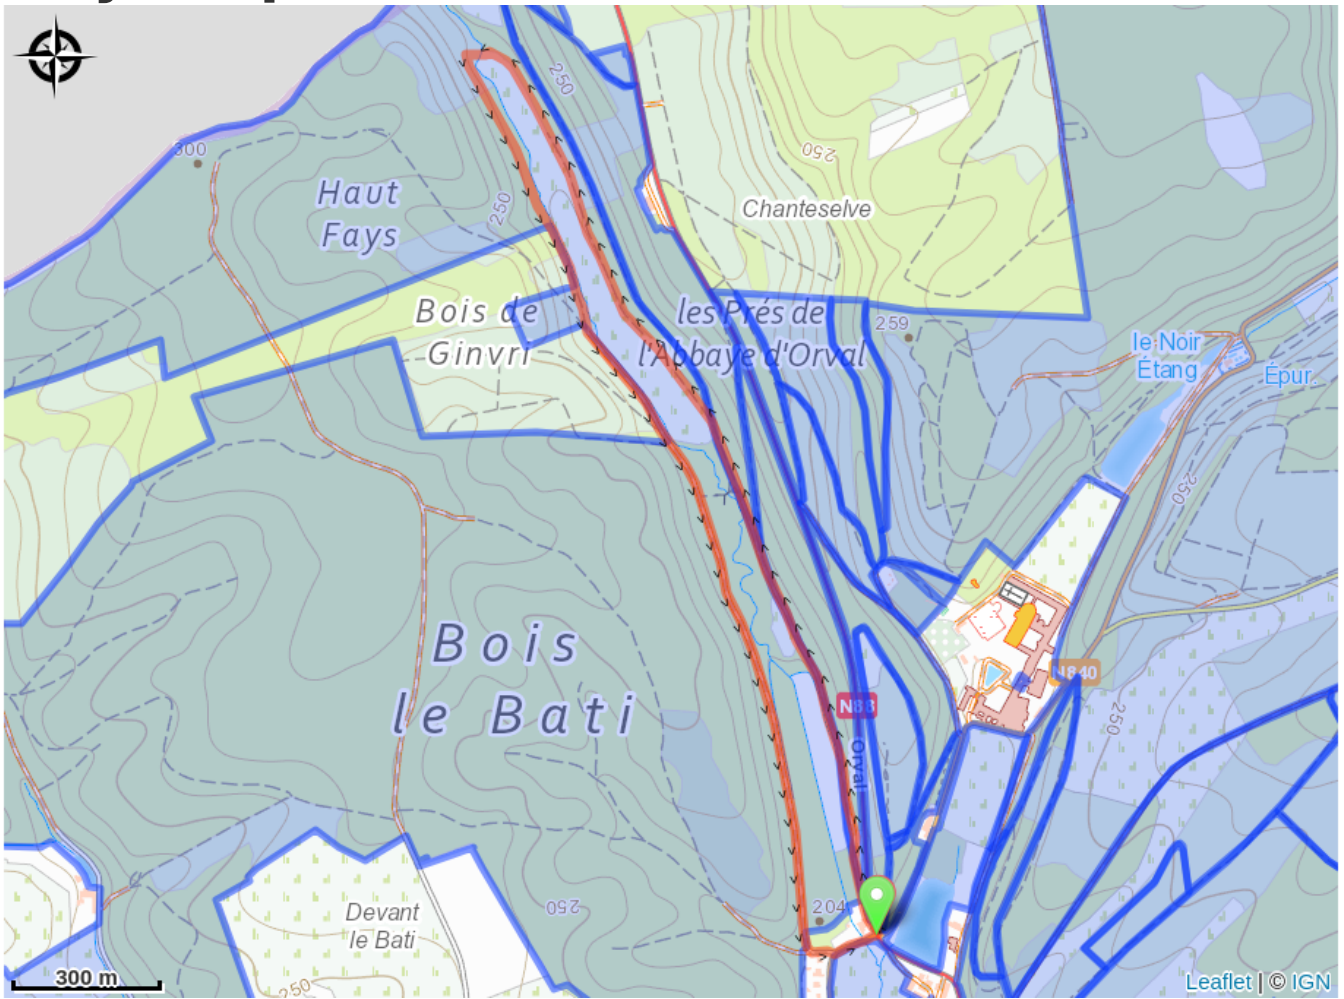 250
300
250
Haut
Fays
250
Chanteselve
Bois de
Ginvri
les Prés de
l'Abbaye d'Orval
259
le Noir
Étang
Épur.
250
Bois
le Bati
N840
N88
Orval
250
Devant
le Bati
250
204
250
300 m
Leaflet | © IGN